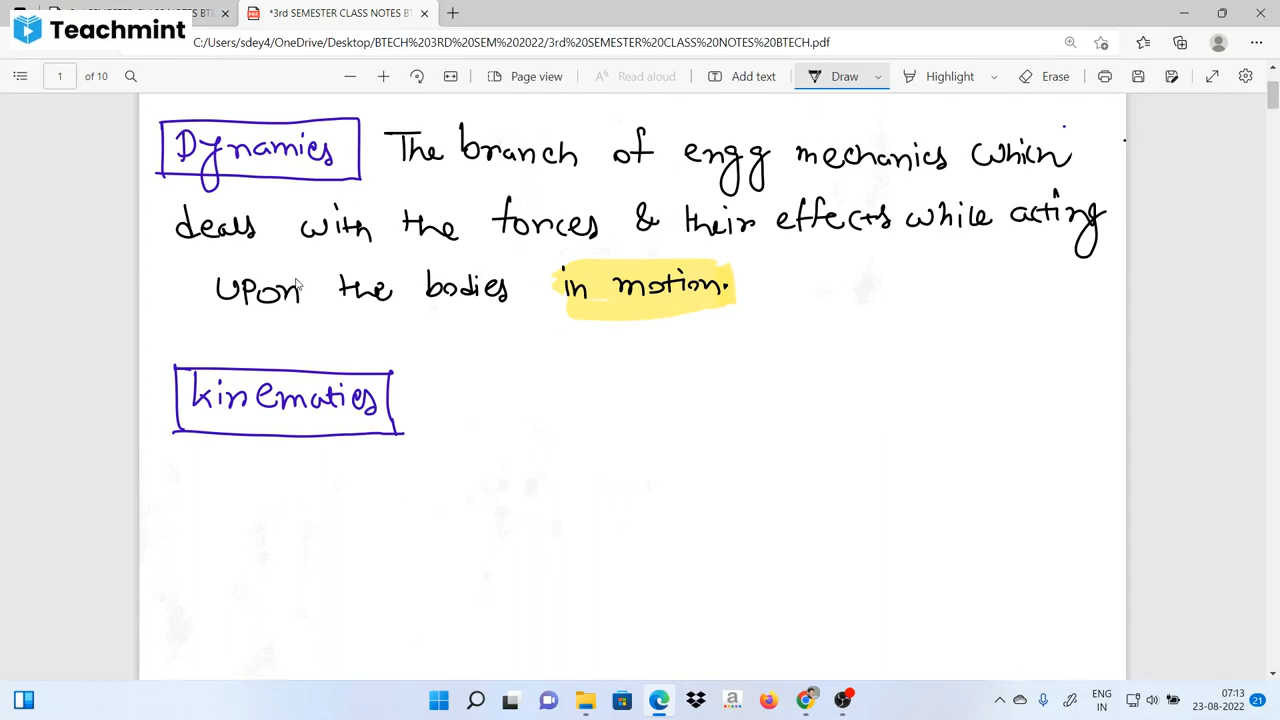 *3rd SEMESTER CLASS NOTES BT
Teachmint
C:/Users/sdey4/OneDrive/Desktop/BTECH%203RD%20SEM%202022/3rd%20SEMESTER%20CLASS%20NOTES%20BTECH.pdf
1 of 10 Page view Read aloud Add text Draw Highlight Erase
Dynamics The branch of engg mechanics which
deals with the forces & their effects while acting
upon the bodies in motion.
Kinematics
ENG 07:13
IN 23-08-2022 21